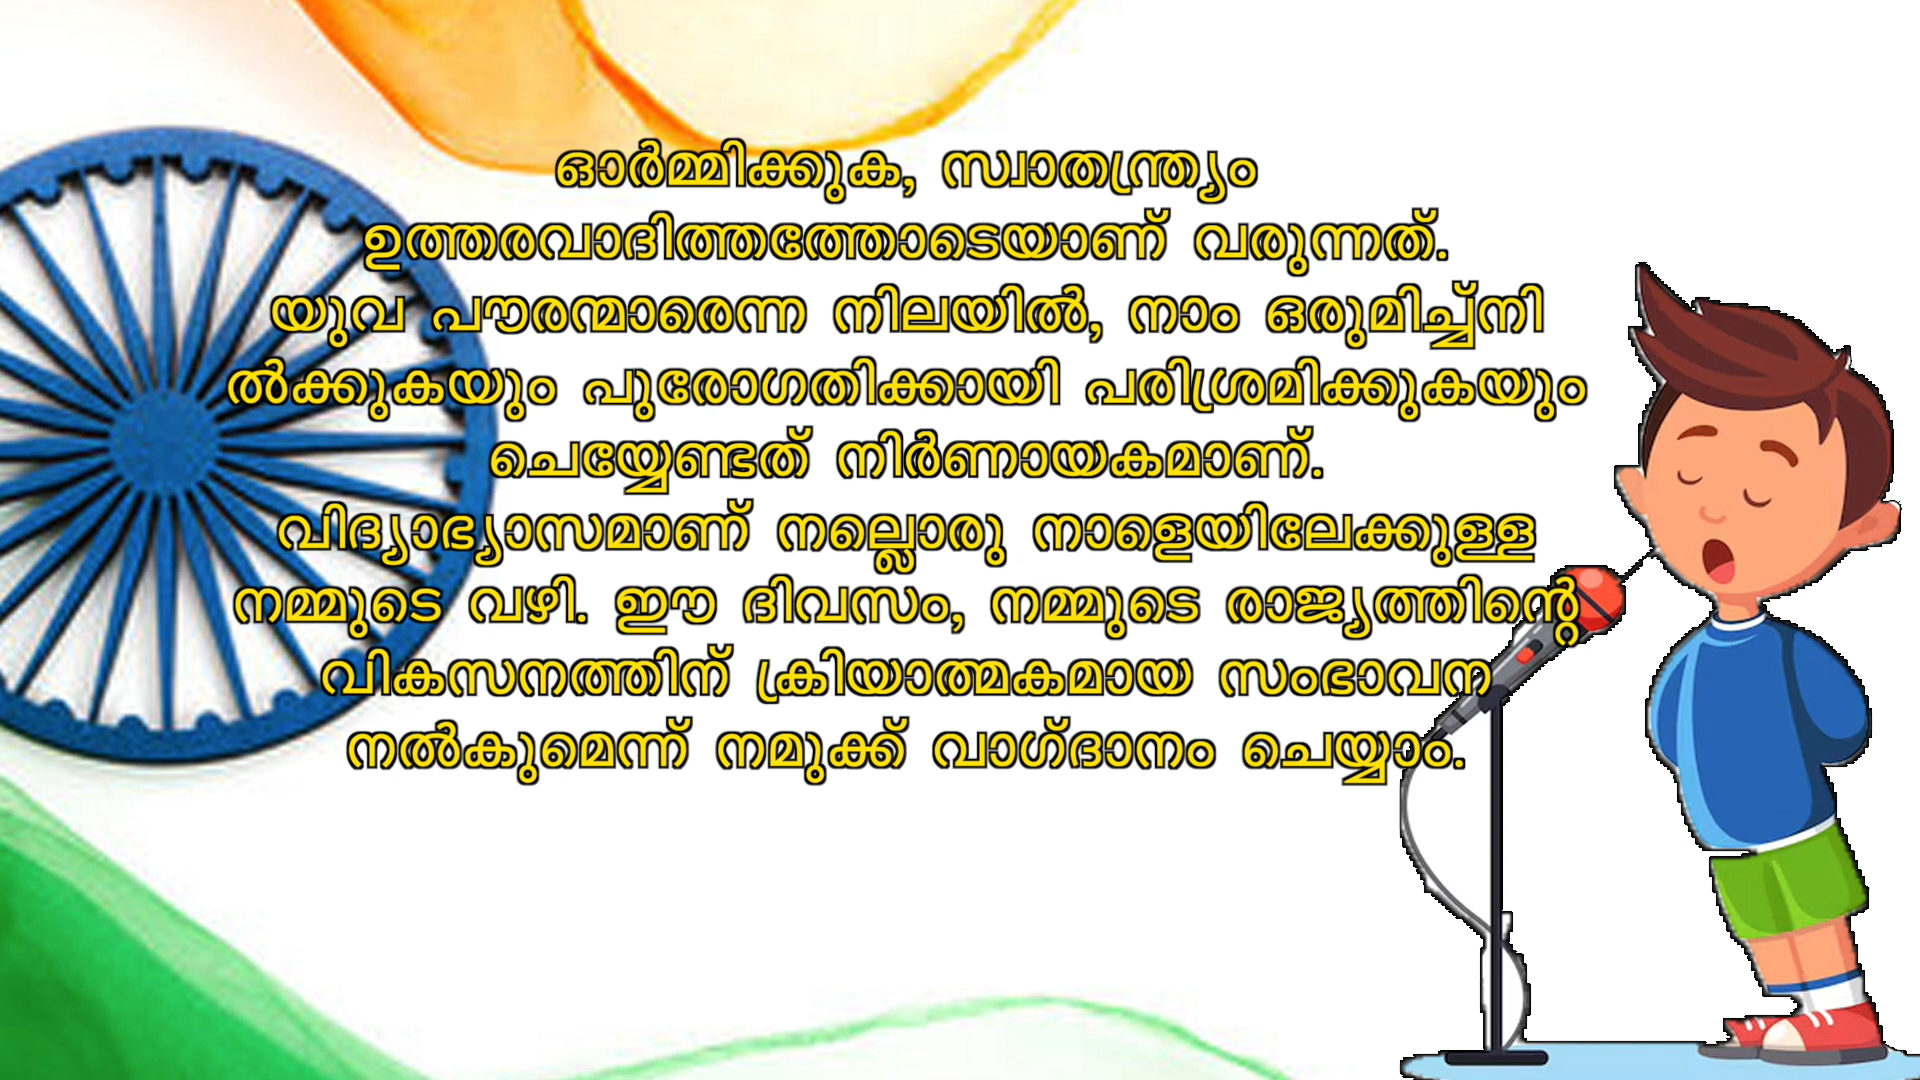 ഓർമ്മിക്കുക, സ്വാതന്ത്ര്യം
ഉത്തരവാദിത്തത്തോടെയാണ് വരുന്നത്.
യുവ പൗരന്മാരെന്ന നിലയിൽ, നാം ഒരുമിച്ച്നി
ൽക്കുകയും പുരോഗതിക്കായി പരിശ്രമിക്കുകയും
ചെയ്യേണ്ടത് നിർണായകമാണ്.
വിദ്യാഭ്യാസമാണ് നല്ലൊരു നാളെയിലേക്കുള്ള
നമ്മുടെ വഴി. ഈ ദിവസം, നമ്മുടെ രാജ്യത്തിന്റെ
വികസനത്തിന് ക്രിയാത്മകമായ സംഭാവന
നൽകുമെന്ന് നമുക്ക് വാഗ്ദാനം ചെയ്യാം.